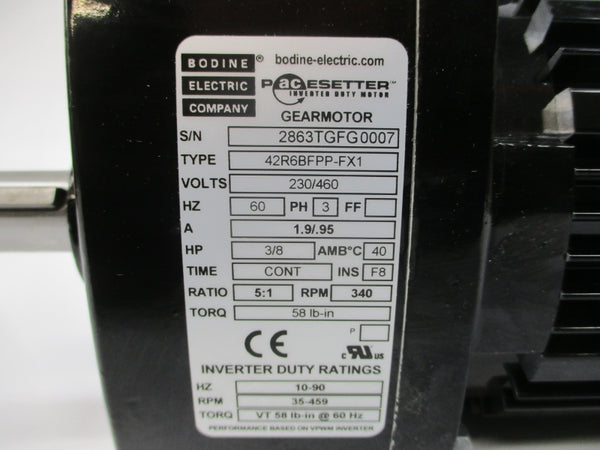 BODINE ® bodine-electric.com
ELECTRIC PacESETTER™
COMPANY INVERTER DUTY MOTOR
GEARMOTOR
S/N 2863TGFG0007
TYPE 42R6BFPP-FX1
VOLTS 230/460
HZ 60 PH 3 FF
A 1.9/.95
HP 3/8 AMB°C 40
TIME CONT INS F8
RATIO 5:1 RPM 340
TORQ 58 lb-in
P
CE c UR us
INVERTER DUTY RATINGS
HZ 10-90
RPM 35-459
TORQ VT 58 lb-in @ 60 Hz
PERFORMANCE BASED ON VPWM INVERTER